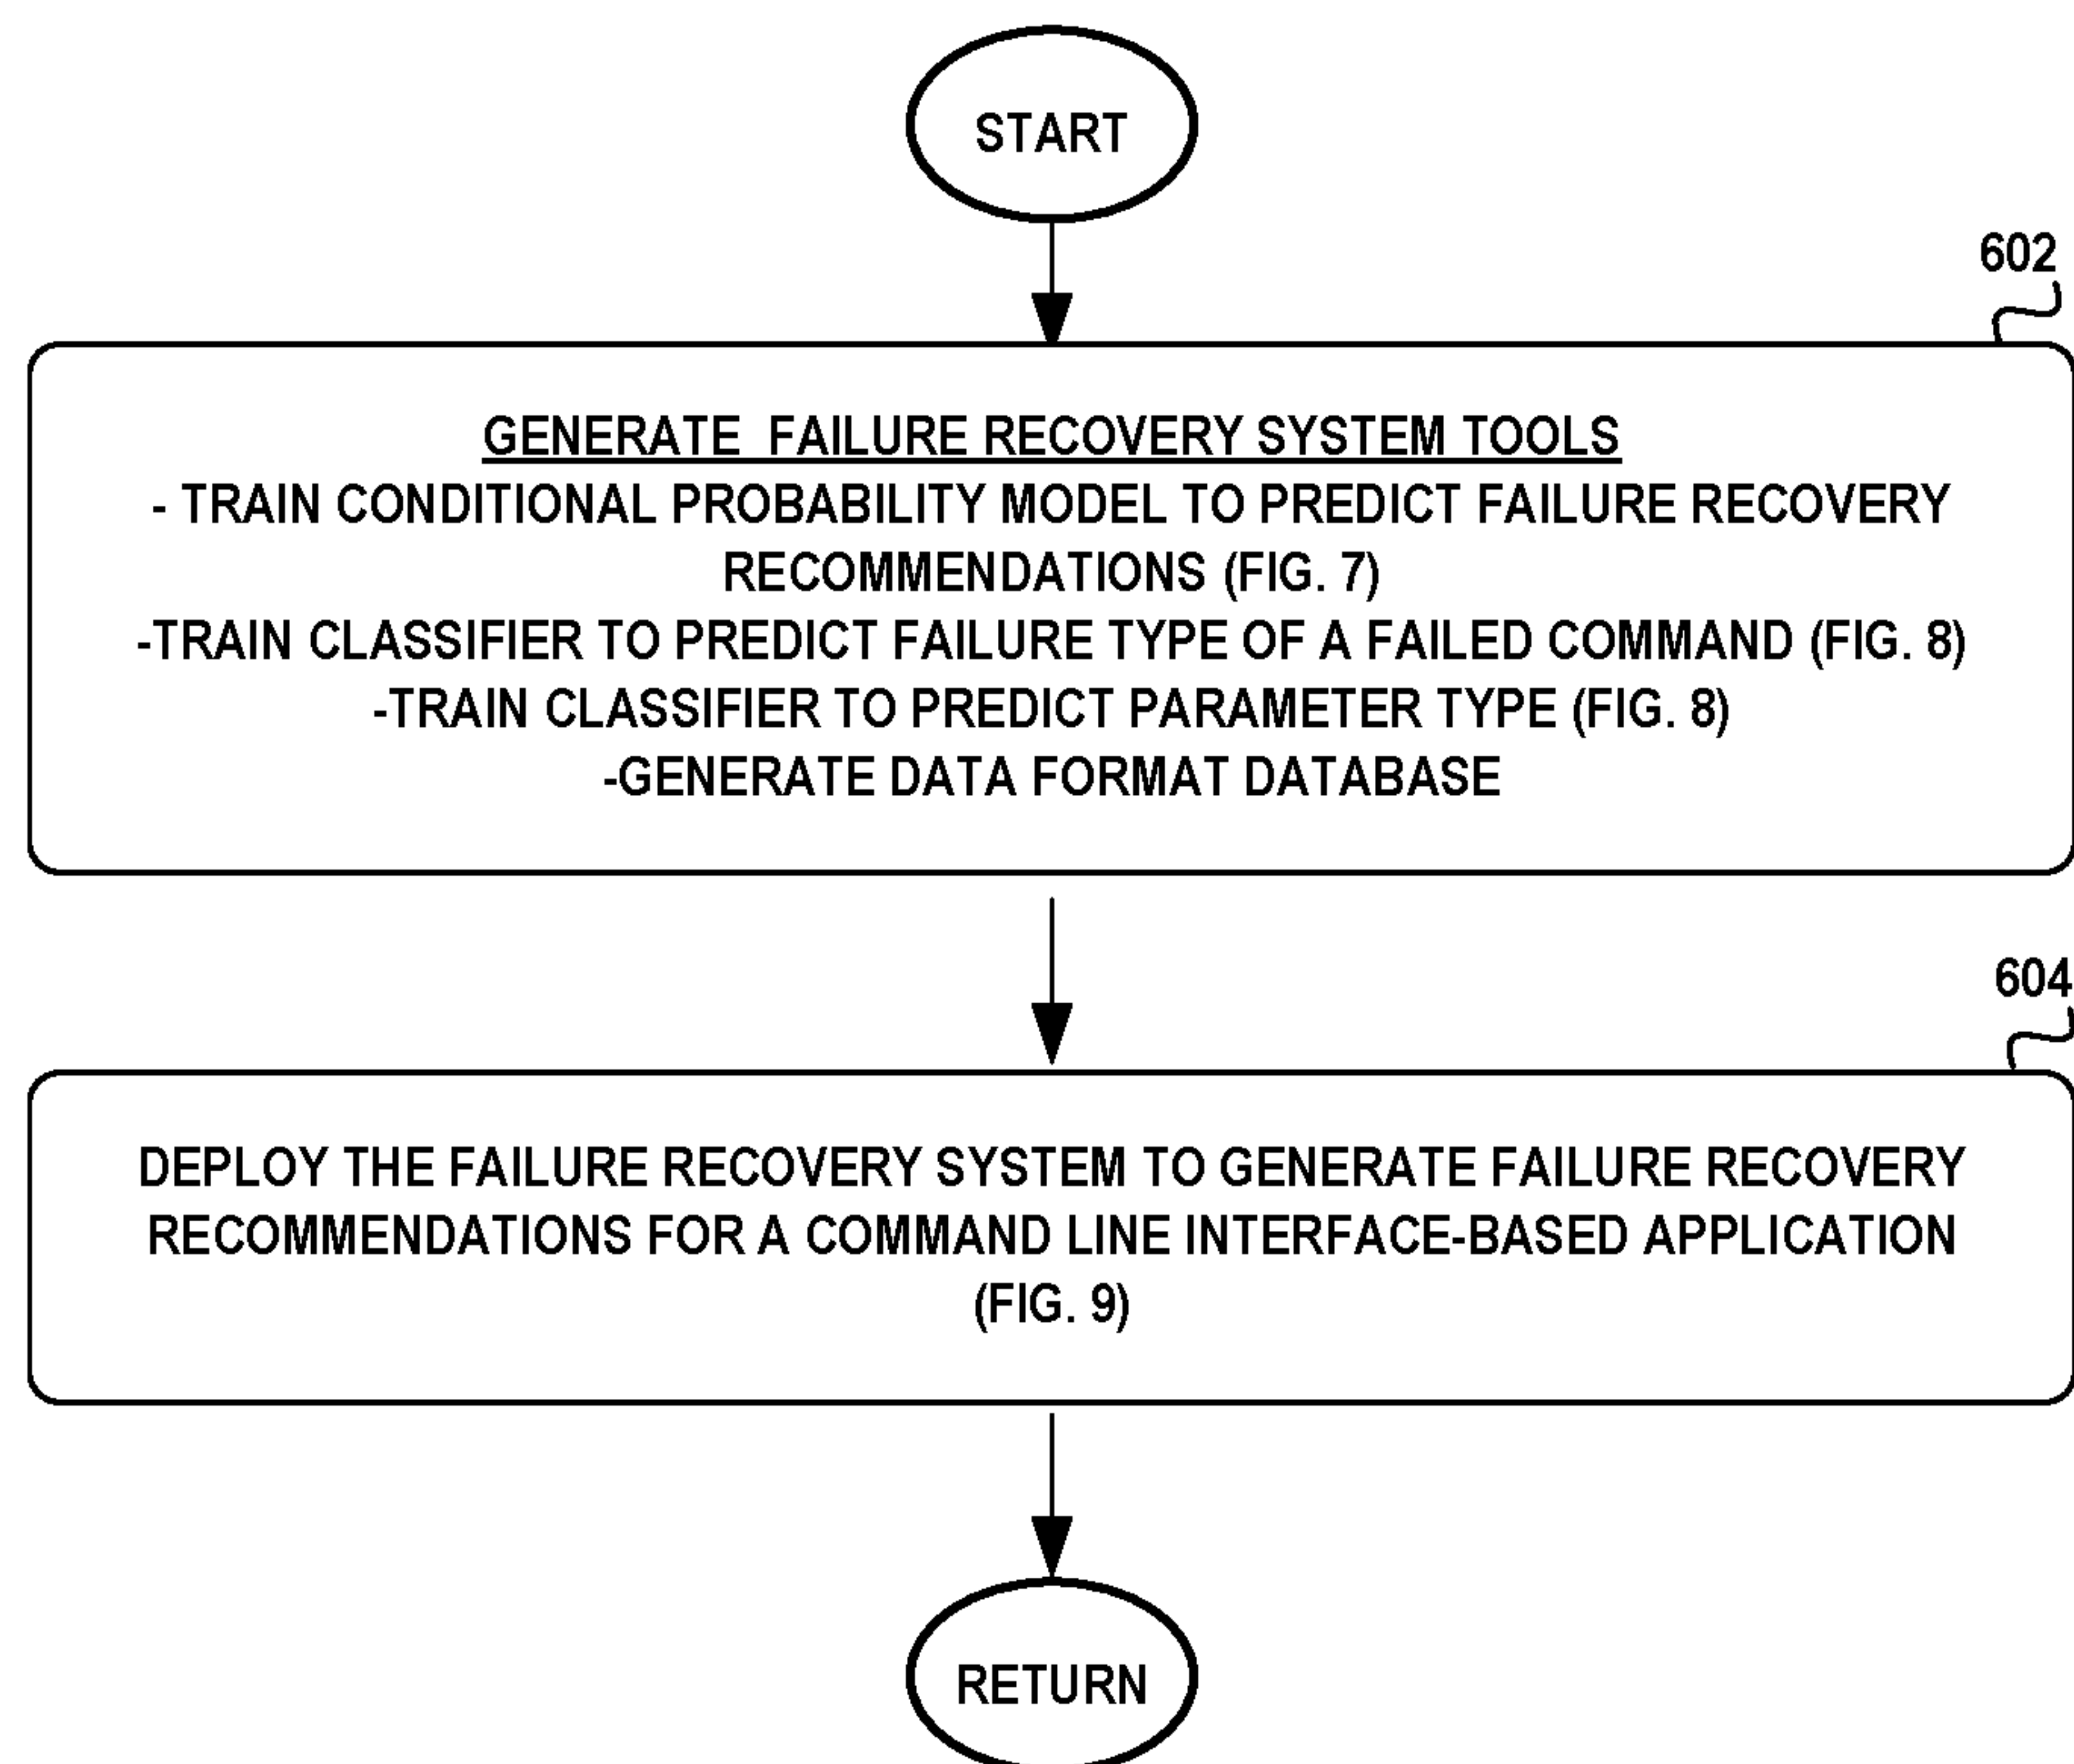 START
602
GENERATE FAILURE RECOVERY SYSTEM TOOLS
- TRAIN CONDITIONAL PROBABILITY MODEL TO PREDICT FAILURE RECOVERY
RECOMMENDATIONS (FIG. 7)
-TRAIN CLASSIFIER TO PREDICT FAILURE TYPE OF A FAILED COMMAND (FIG. 8)
-TRAIN CLASSIFIER TO PREDICT PARAMETER TYPE (FIG. 8)
-GENERATE DATA FORMAT DATABASE
604
DEPLOY THE FAILURE RECOVERY SYSTEM TO GENERATE FAILURE RECOVERY
RECOMMENDATIONS FOR A COMMAND LINE INTERFACE-BASED APPLICATION
(FIG. 9)
RETURN